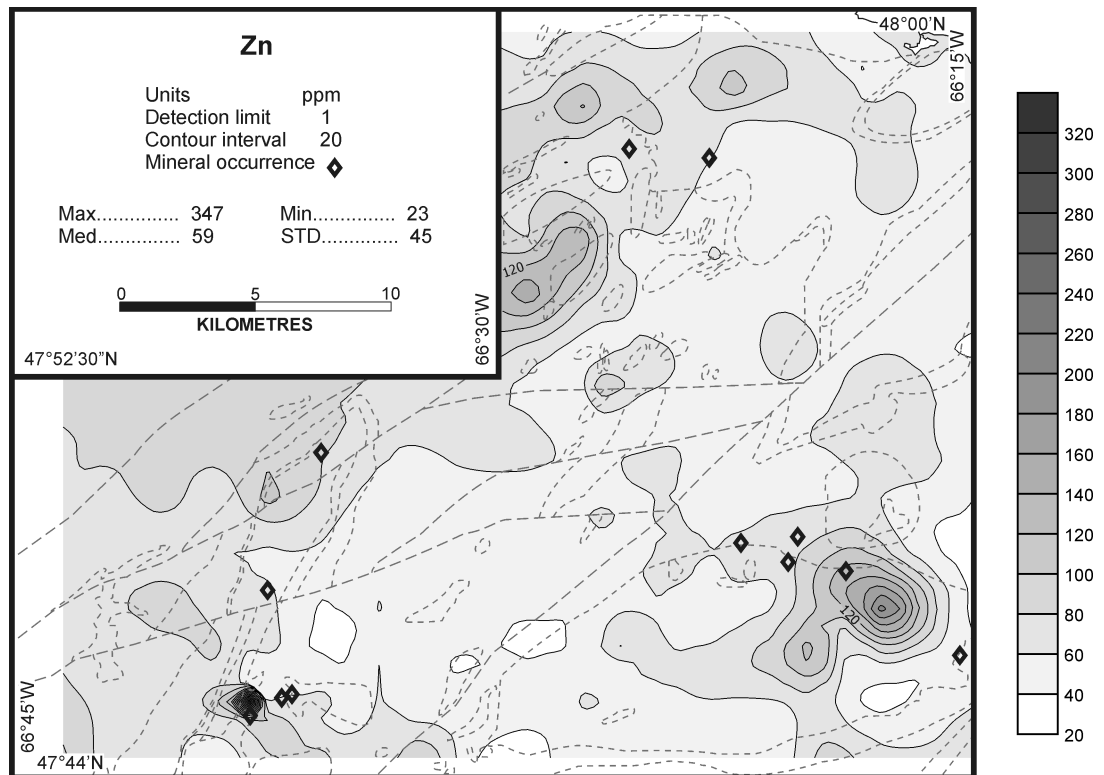 Zn
Units ppm
Detection limit 1
Contour interval 20
Mineral occurrence
Max............... 347 Min............... 23
Med............... 59 STD.............. 45
0 5 10
KILOMETRES
47°52’30”N
66°30’W
48°00’N
66°15’W
120
120
66°45’W
47°44’N
320
300
280
260
240
220
200
180
160
140
120
100
80
60
40
20